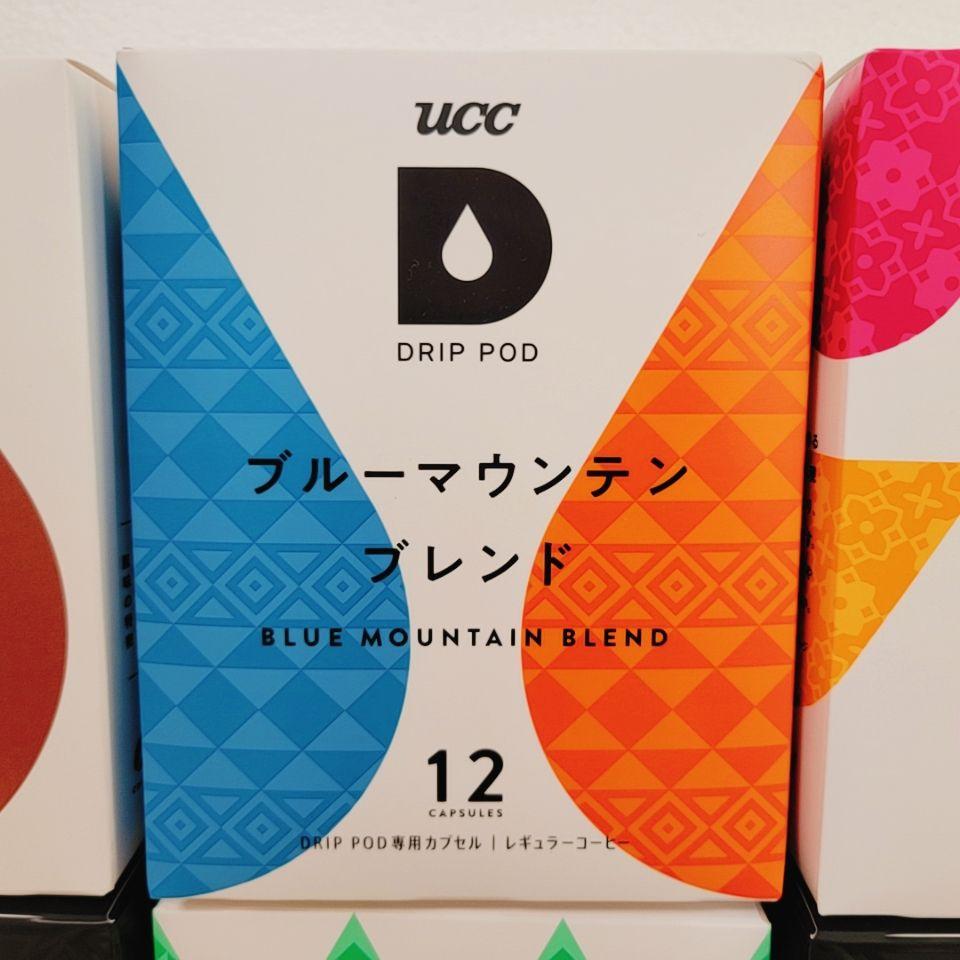 UCC
D
DRIP POD
ブルーマウンテン
ブレンド
BLUE MOUNTAIN BLEND
12
CAPSULES
DRIP POD専用カプセル | レギュラーコーヒー